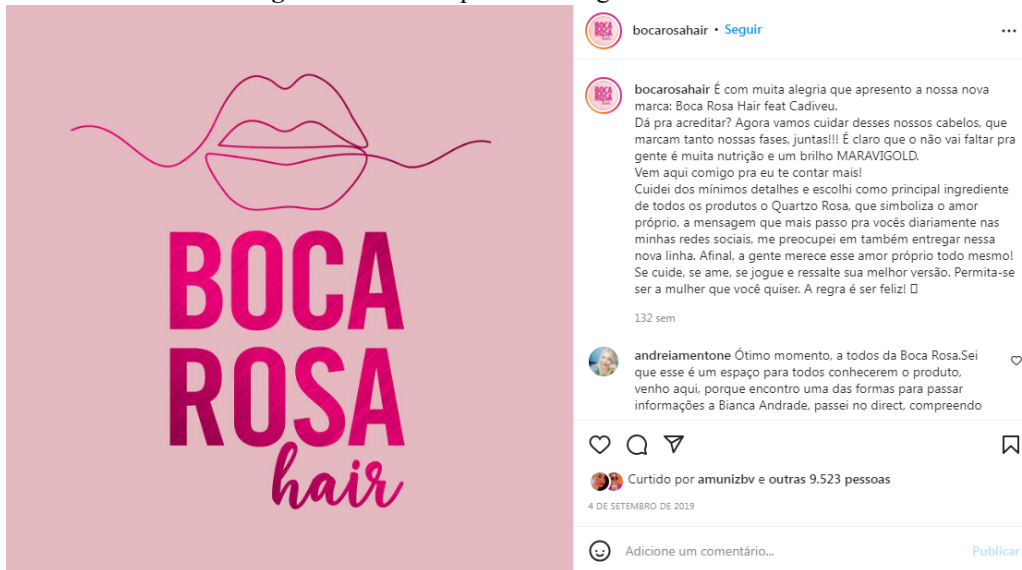 BOCA
ROSA
hair
BOCA
ROSA
bocarosahair • Seguir
BOCA
ROSA
bocarosahair É com muita alegria que apresento a nossa nova
marca: Boca Rosa Hair feat Cadiveu.
Dá pra acreditar? Agora vamos cuidar desses nossos cabelos, que
marcam tanto nossas fases, juntas!!! É claro que o não vai faltar pra
gente é muita nutrição e um brilho MARAVIGOLD.
Vem aqui comigo pra eu te contar mais!
Cuidei dos mínimos detalhes e escolhi como principal ingrediente
de todos os produtos o Quartzo Rosa, que simboliza o amor
próprio, a mensagem que mais passo pra vocês diariamente nas
minhas redes sociais, me preocupei em também entregar nessa
nova linha. Afinal, a gente merece esse amor próprio todo mesmo!
Se cuide, se ame, se jogue e ressalte sua melhor versão. Permita-se
ser a mulher que você quiser. A regra é ser feliz!
132 sem
andreiamentone Ótimo momento, a todos da Boca Rosa.Sei
que esse é um espaço para todos conhecerem o produto,
venho aqui, porque encontro uma das formas para passar
informações a Bianca Andrade, passei no direct, compreendo
Curtido por amunizbv e outras 9.523 pessoas
4 DE SETEMBRO DE 2019
Adicione um comentário...
Publicar